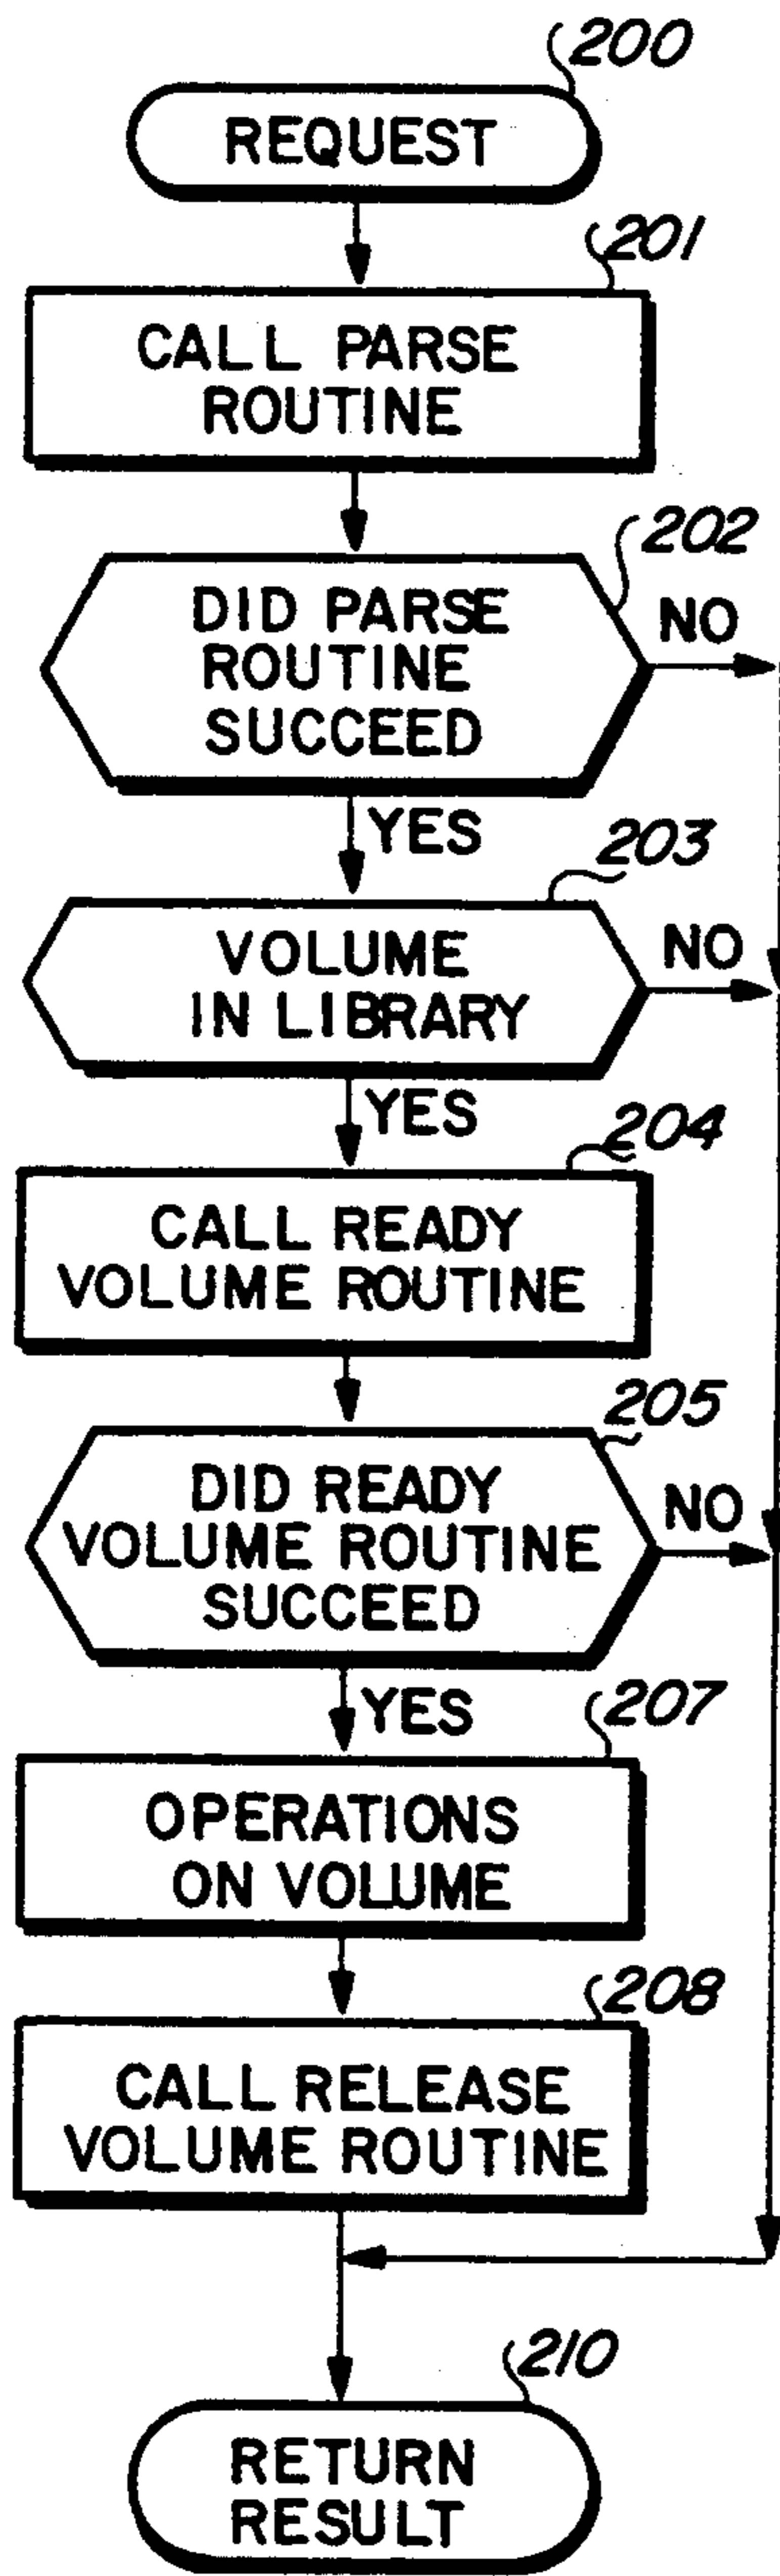 200
REQUEST
201
CALL PARSE
ROUTINE
202
DID PARSE
ROUTINE
SUCCEED
NO
YES
203
VOLUME
IN LIBRARY
NO
YES
204
CALL READY
VOLUME ROUTINE
205
DID READY
VOLUME ROUTINE
SUCCEED
NO
YES
207
OPERATIONS
ON VOLUME
208
CALL RELEASE
VOLUME ROUTINE
210
RETURN
RESULT